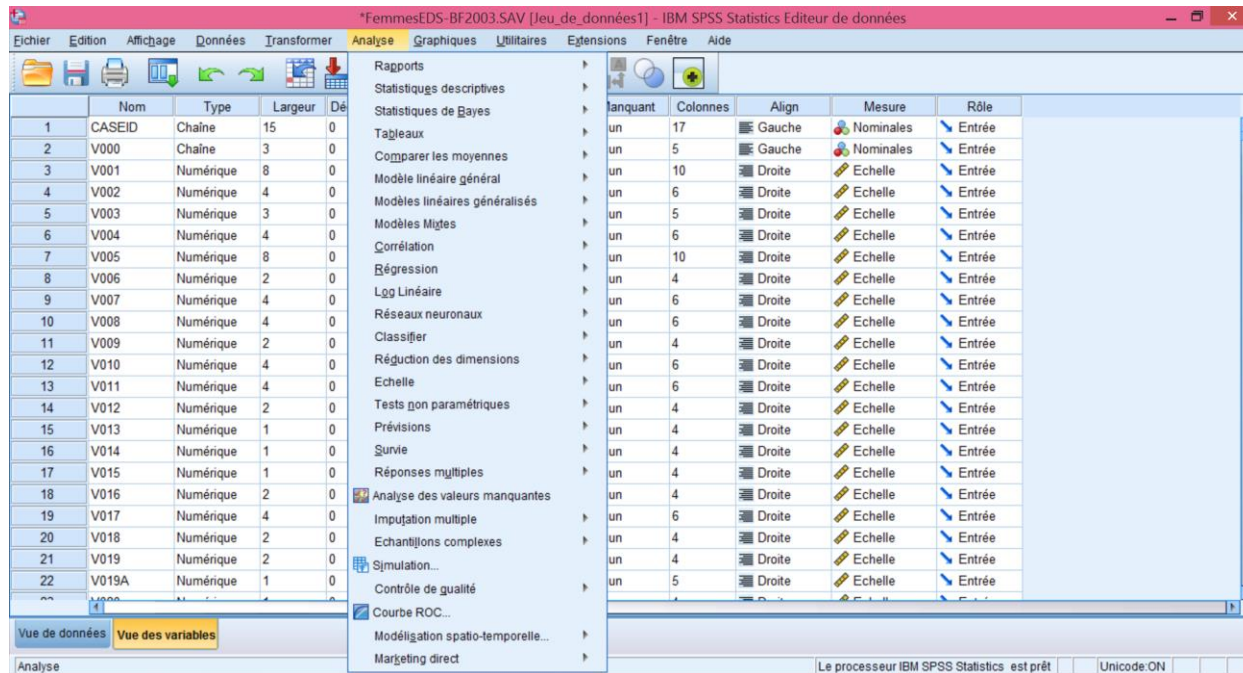 *FemmesEDS-BF2003.SAV [Jeu_de_données1] - IBM SPSS Statistics Editeur de données
Fichier Edition Affichage Données Transformer Analyse Graphiques Utilitaires Extensions Fenêtre Aide
Rapports
Statistiques descriptives
Statistiques de Bayes
Tableaux
Comparer les moyennes
Modèle linéaire général
Modèles linéaires généralisés
Modèles Mixtes
Corrélation
Régression
Log Linéaire
Réseaux neuronaux
Classifier
Réduction des dimensions
Echelle
Tests non paramétriques
Prévisions
Survie
Réponses multiples
Analyse des valeurs manquantes
Imputation multiple
Echantillons complexes
Simulation...
Contrôle de qualité
Courbe ROC...
Modélisation spatio-temporelle...
Marketing direct
Nom Type Largeur Dé lanquant Colonnes Align Mesure Rôle
1 CASEID Chaîne 15 0 un 17 Gauche Nominales Entrée
2 V000 Chaîne 3 0 un 5 Gauche Nominales Entrée
3 V001 Numérique 8 0 un 10 Droite Echelle Entrée
4 V002 Numérique 4 0 un 6 Droite Echelle Entrée
5 V003 Numérique 3 0 un 5 Droite Echelle Entrée
6 V004 Numérique 4 0 un 6 Droite Echelle Entrée
7 V005 Numérique 8 0 un 10 Droite Echelle Entrée
8 V006 Numérique 2 0 un 4 Droite Echelle Entrée
9 V007 Numérique 4 0 un 6 Droite Echelle Entrée
10 V008 Numérique 4 0 un 6 Droite Echelle Entrée
11 V009 Numérique 2 0 un 4 Droite Echelle Entrée
12 V010 Numérique 4 0 un 6 Droite Echelle Entrée
13 V011 Numérique 4 0 un 6 Droite Echelle Entrée
14 V012 Numérique 2 0 un 4 Droite Echelle Entrée
15 V013 Numérique 1 0 un 4 Droite Echelle Entrée
16 V014 Numérique 1 0 un 4 Droite Echelle Entrée
17 V015 Numérique 1 0 un 4 Droite Echelle Entrée
18 V016 Numérique 2 0 un 4 Droite Echelle Entrée
19 V017 Numérique 4 0 un 6 Droite Echelle Entrée
20 V018 Numérique 2 0 un 4 Droite Echelle Entrée
21 V019 Numérique 2 0 un 4 Droite Echelle Entrée
22 V019A Numérique 1 0 un 5 Droite Echelle Entrée
Vue de données Vue des variables
Analyse Le processeur IBM SPSS Statistics est prêt Unicode:ON